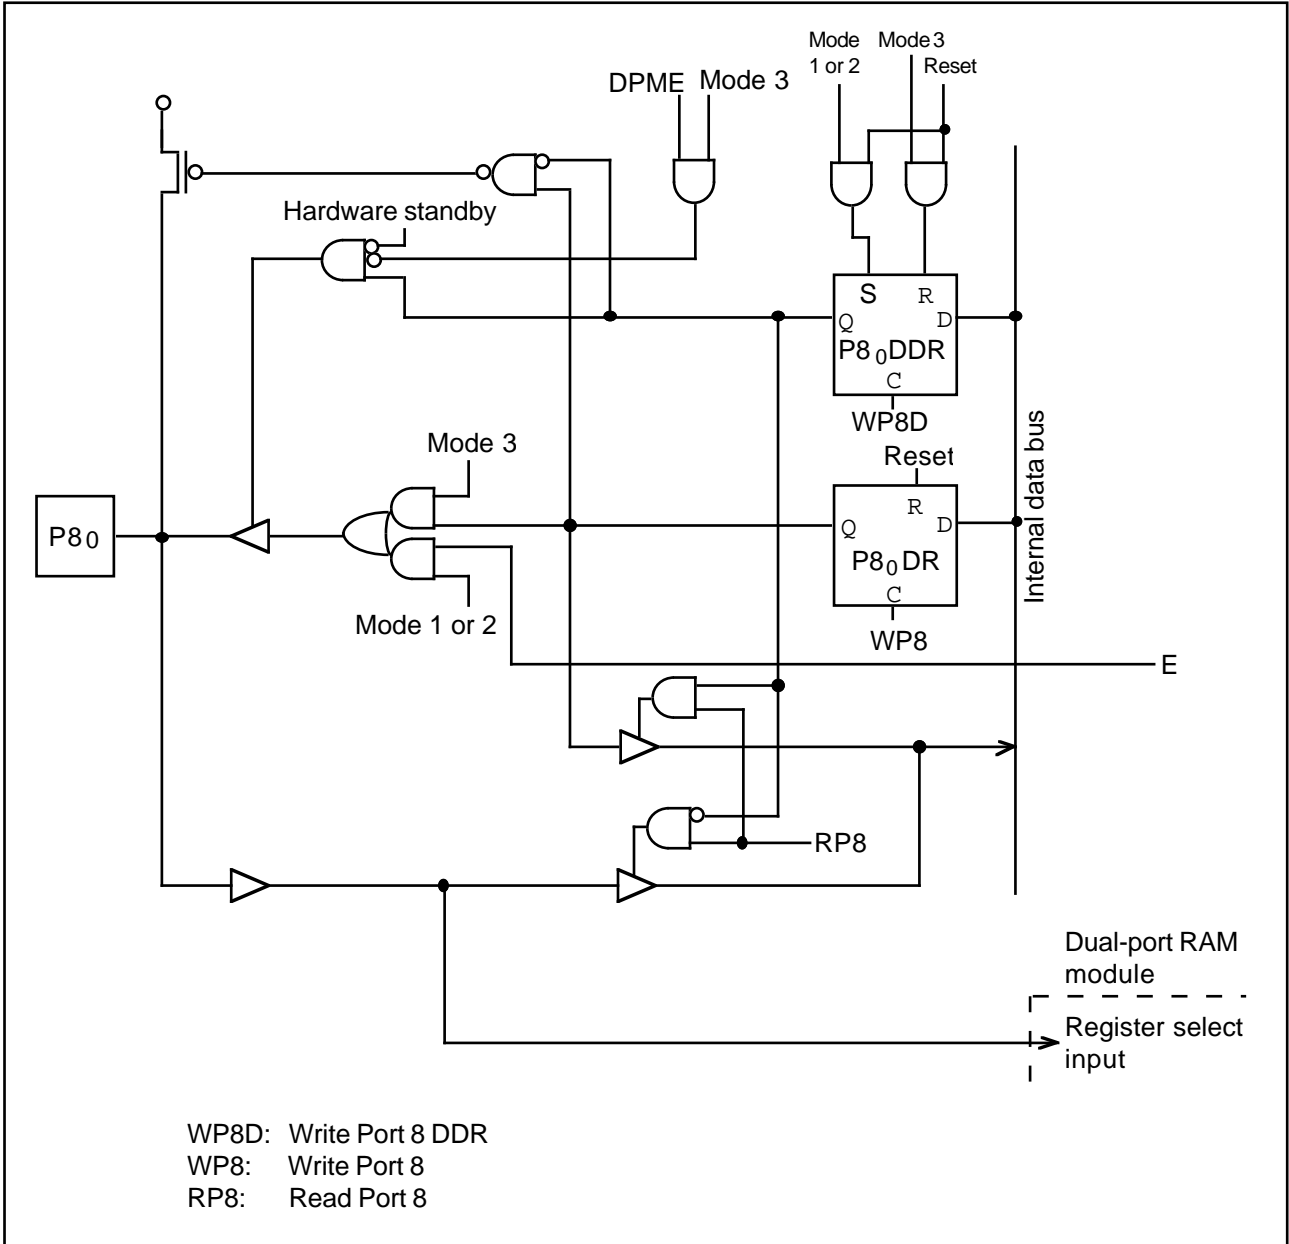 Mode
1 or 2
Mode 3
Reset
DPME
Mode 3
Hardware standby
S
R
Q
D
P80DDR
C
WP8D
Mode 3
Reset
R
Q
D
P80DR
C
WP8
Internal data bus
P80
Mode 1 or 2
E
RP8
Dual-port RAM
module
Register select
input
WP8D: Write Port 8 DDR
WP8: Write Port 8
RP8: Read Port 8